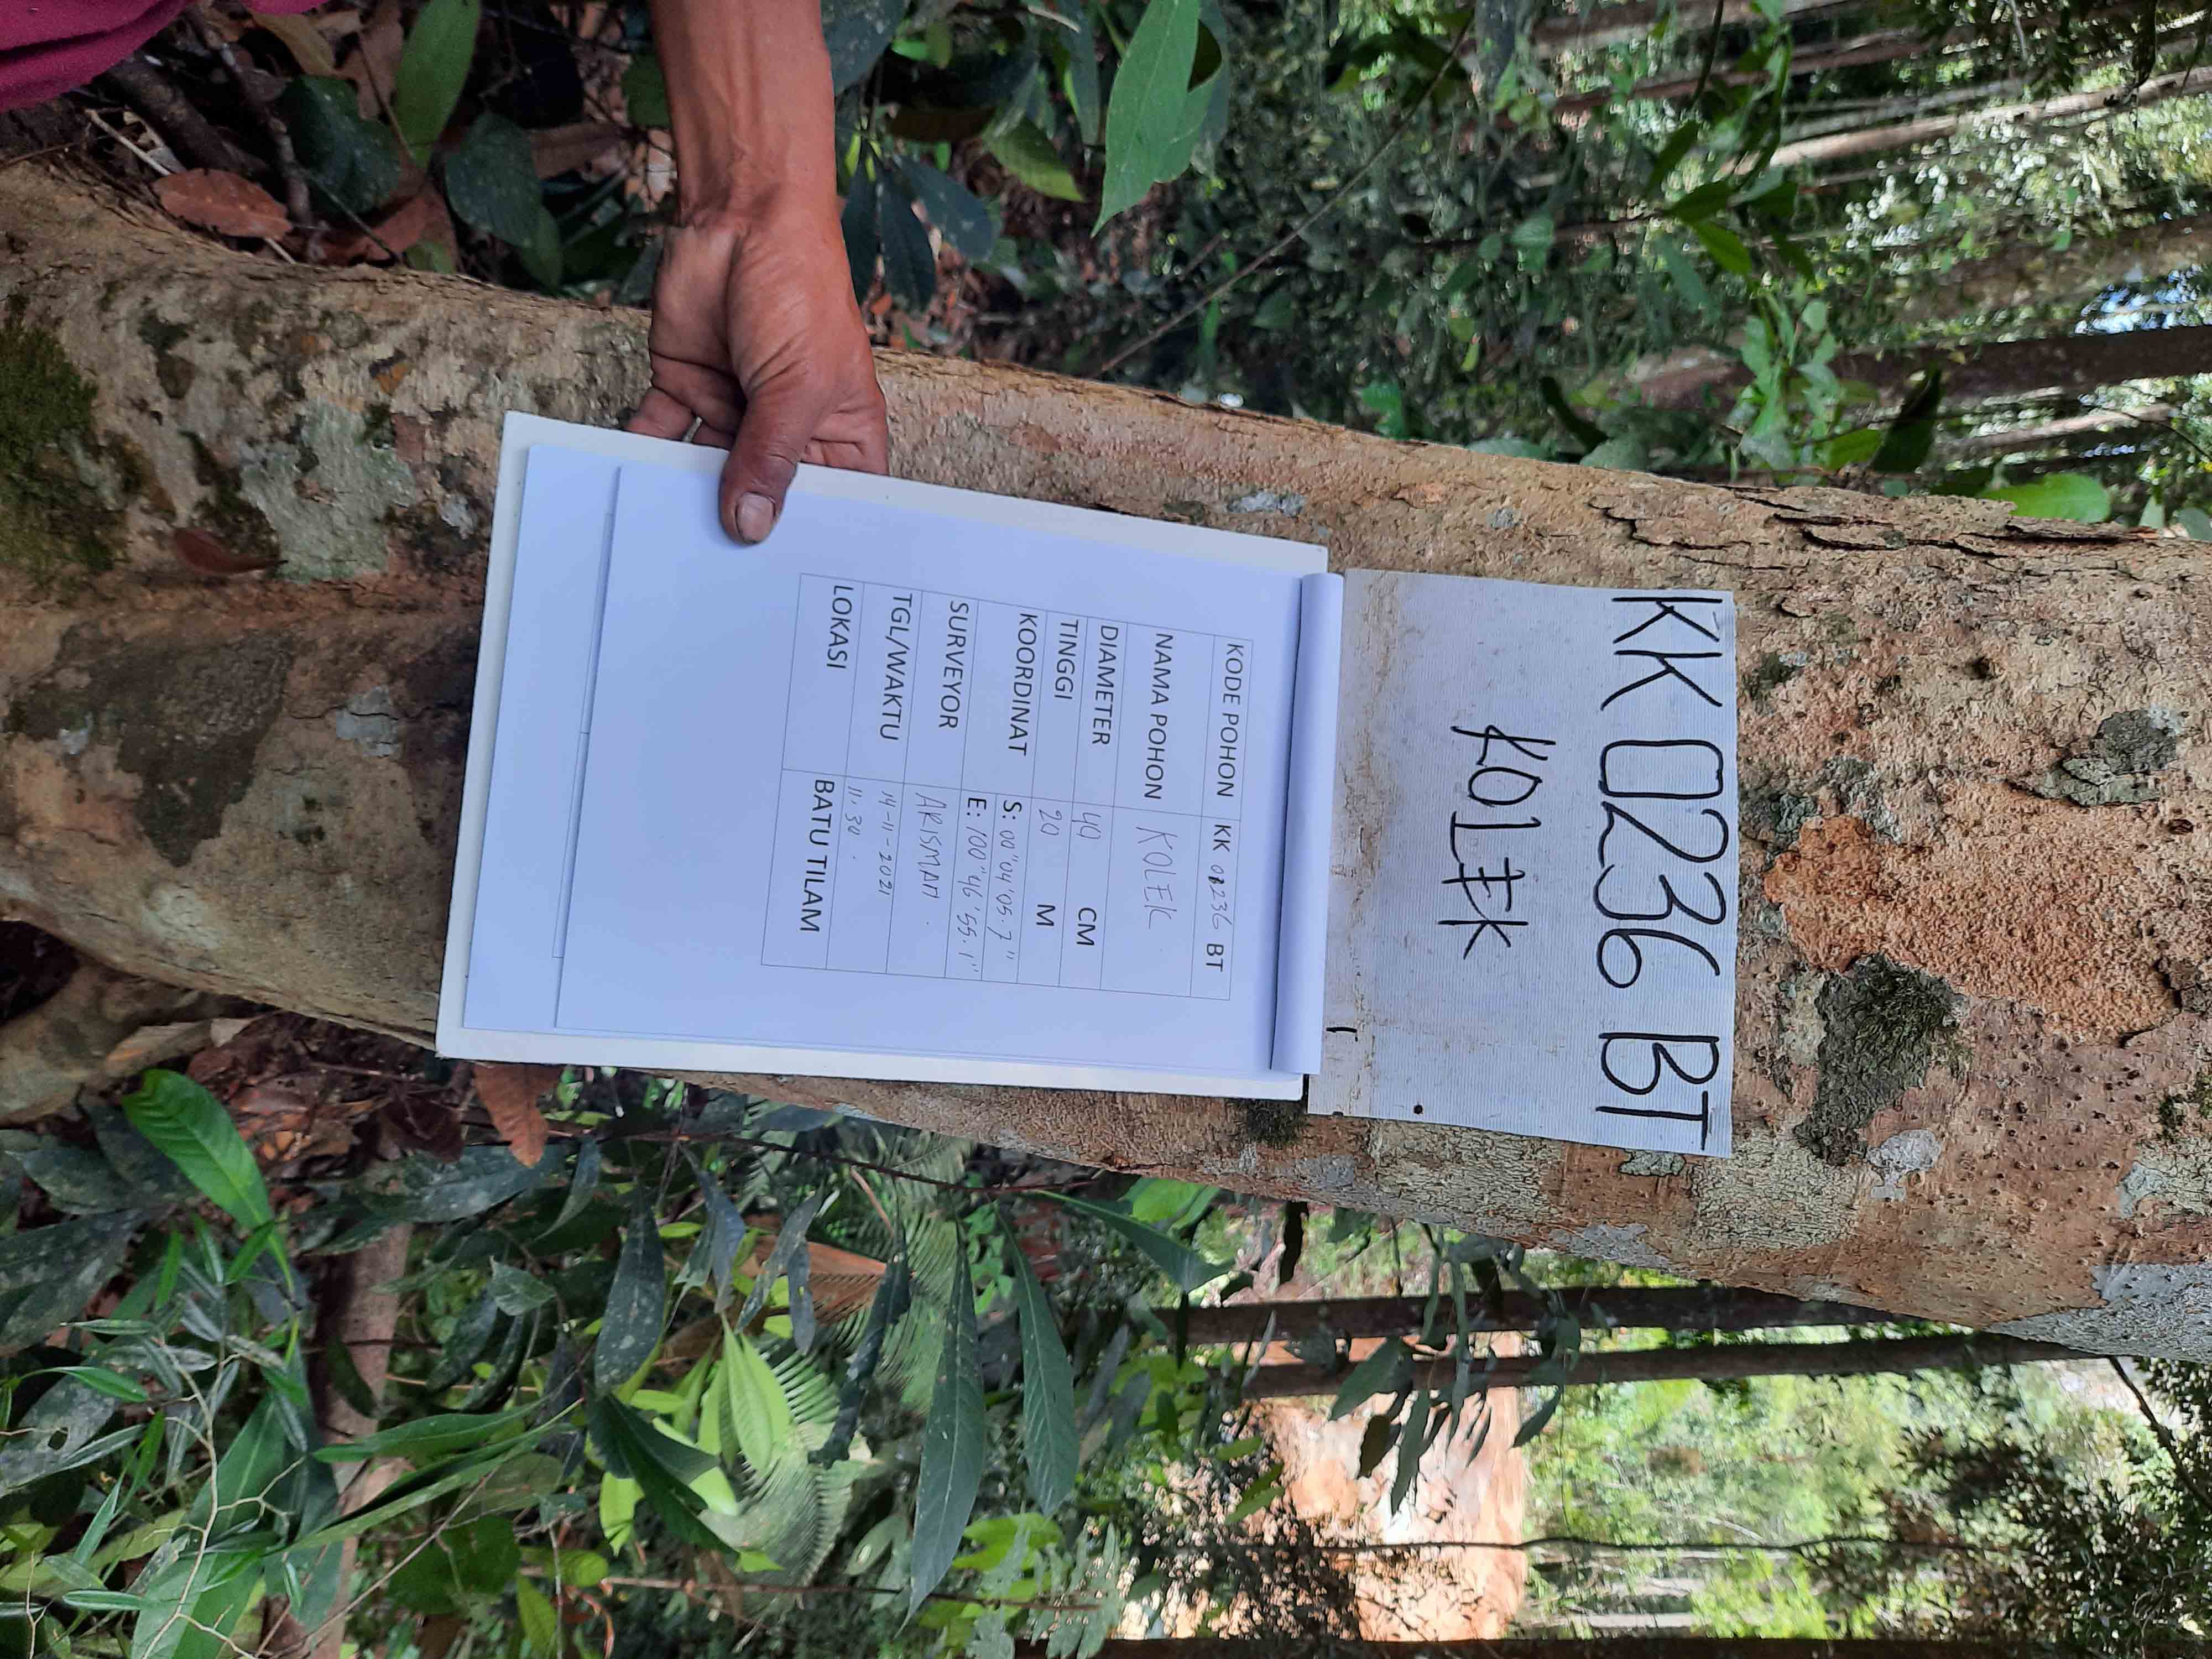 KK 0236 BT
KOLEK
KODE POHON KK 0236 BT
NAMA POHON KOLEK
DIAMETER 40 CM
TINGGI 20 M
KOORDINAT S: 00"04'05.7"
E: 100"46'55.1"
SURVEYOR ARISMAN.
TGL/WAKTU 14-11-2021
11.30.
LOKASI BATU TILAM